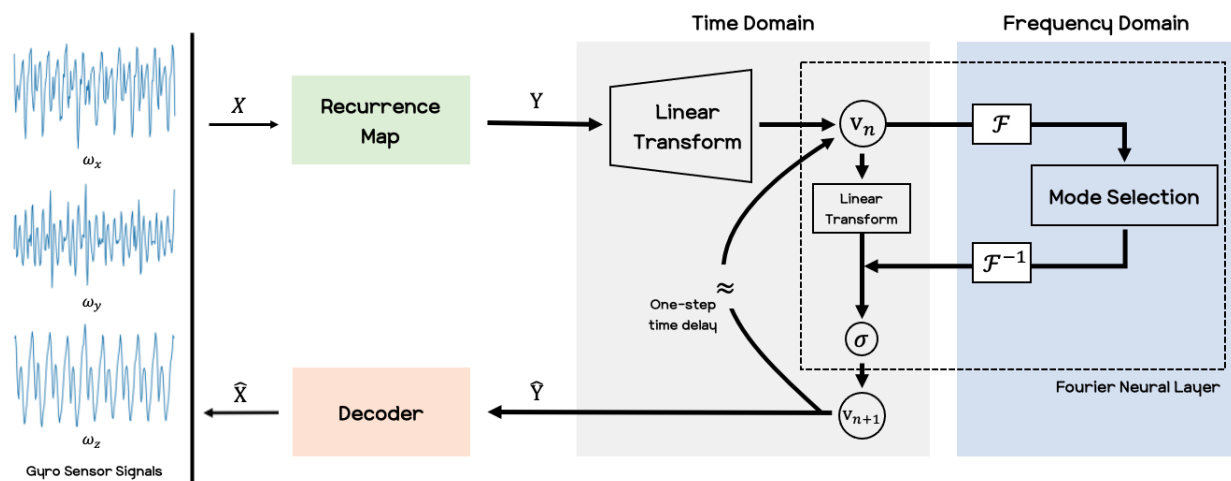 Time Domain
Frequency Domain
X
Recurrence
Map
Y
Linear
Transform
v_n
ℱ
ω_x
Linear
Transform
Mode Selection
ℱ⁻¹
ω_y
≈
One-step
time delay
σ
Fourier Neural Layer
X̂
Decoder
Ŷ
v_{n+1}
ω_z
Gyro Sensor Signals